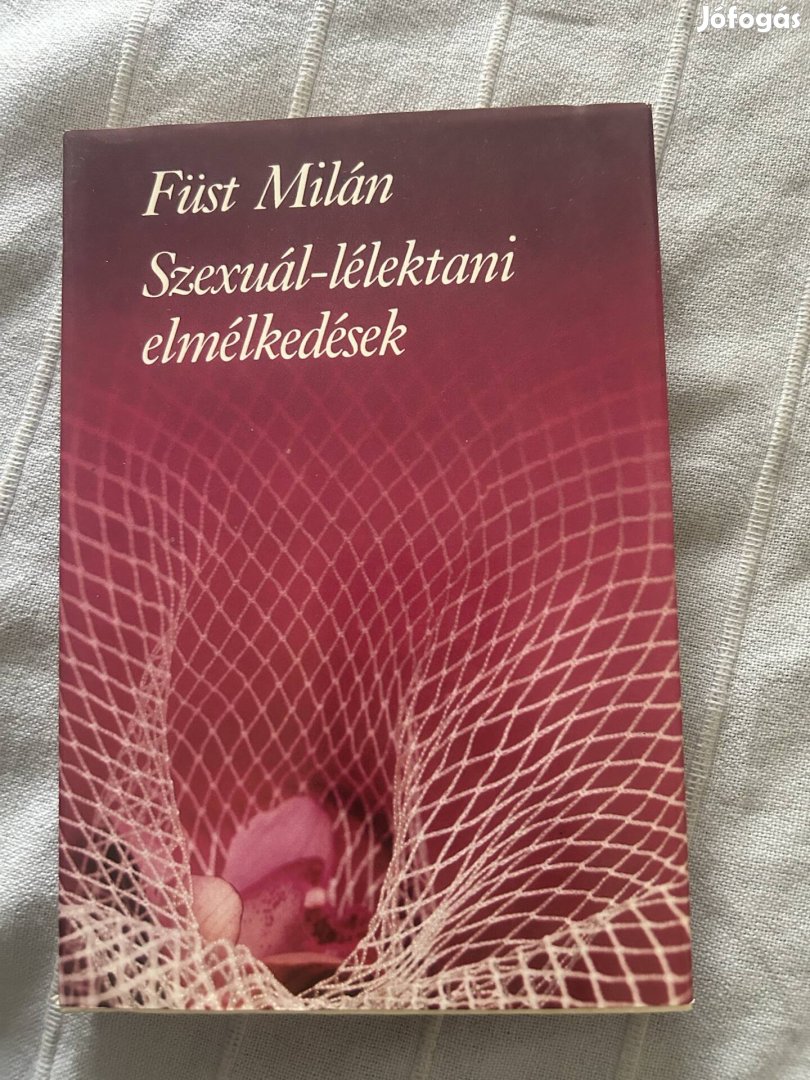 Jófogás
Füst Milán
Szexuál-lélektani
elmélkedések